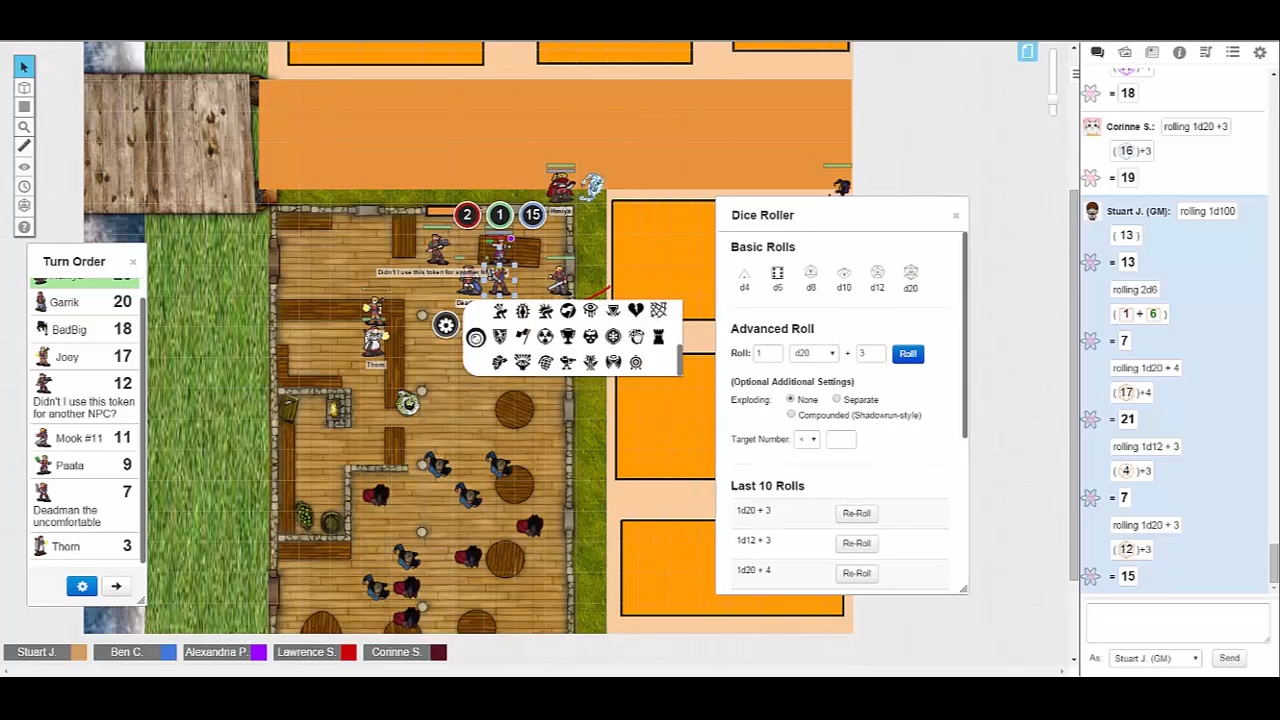 = 18
Corinne S.: rolling 1d20 +3
(16)+3
= 19
Stuart J. (GM): rolling 1d100
(13)
= 13
rolling 2d6
(1 + 6)
= 7
rolling 1d20 + 4
(17)+4
= 21
rolling 1d12 + 3
(4)+3
= 7
rolling 1d20 + 3
(12)+3
= 15
As: Stuart J. (GM) Send
Turn Order ×
Garrik 20
BadBig 18
Joey 17
12
Didn't I use this token
for another NPC?
Mook #11 11
Paata 9
7
Deadman the
uncomfortable
Thorn 3
2 1 15
Haniya
Didn't I use this token for another N
Dea
Thorn
Dice Roller ×
Basic Rolls
d4 d6 d8 d10 d12 d20
Advanced Roll
Roll: 1 d20 + 3 Roll!
(Optional Additional Settings)
Exploding: None Separate
Compounded (Shadowrun-style)
Target Number: <
Last 10 Rolls
1d20 + 3 Re-Roll
1d12 + 3 Re-Roll
1d20 + 4 Re-Roll
Stuart J. Ben C. Alexandria P. Lawrence S. Corinne S.